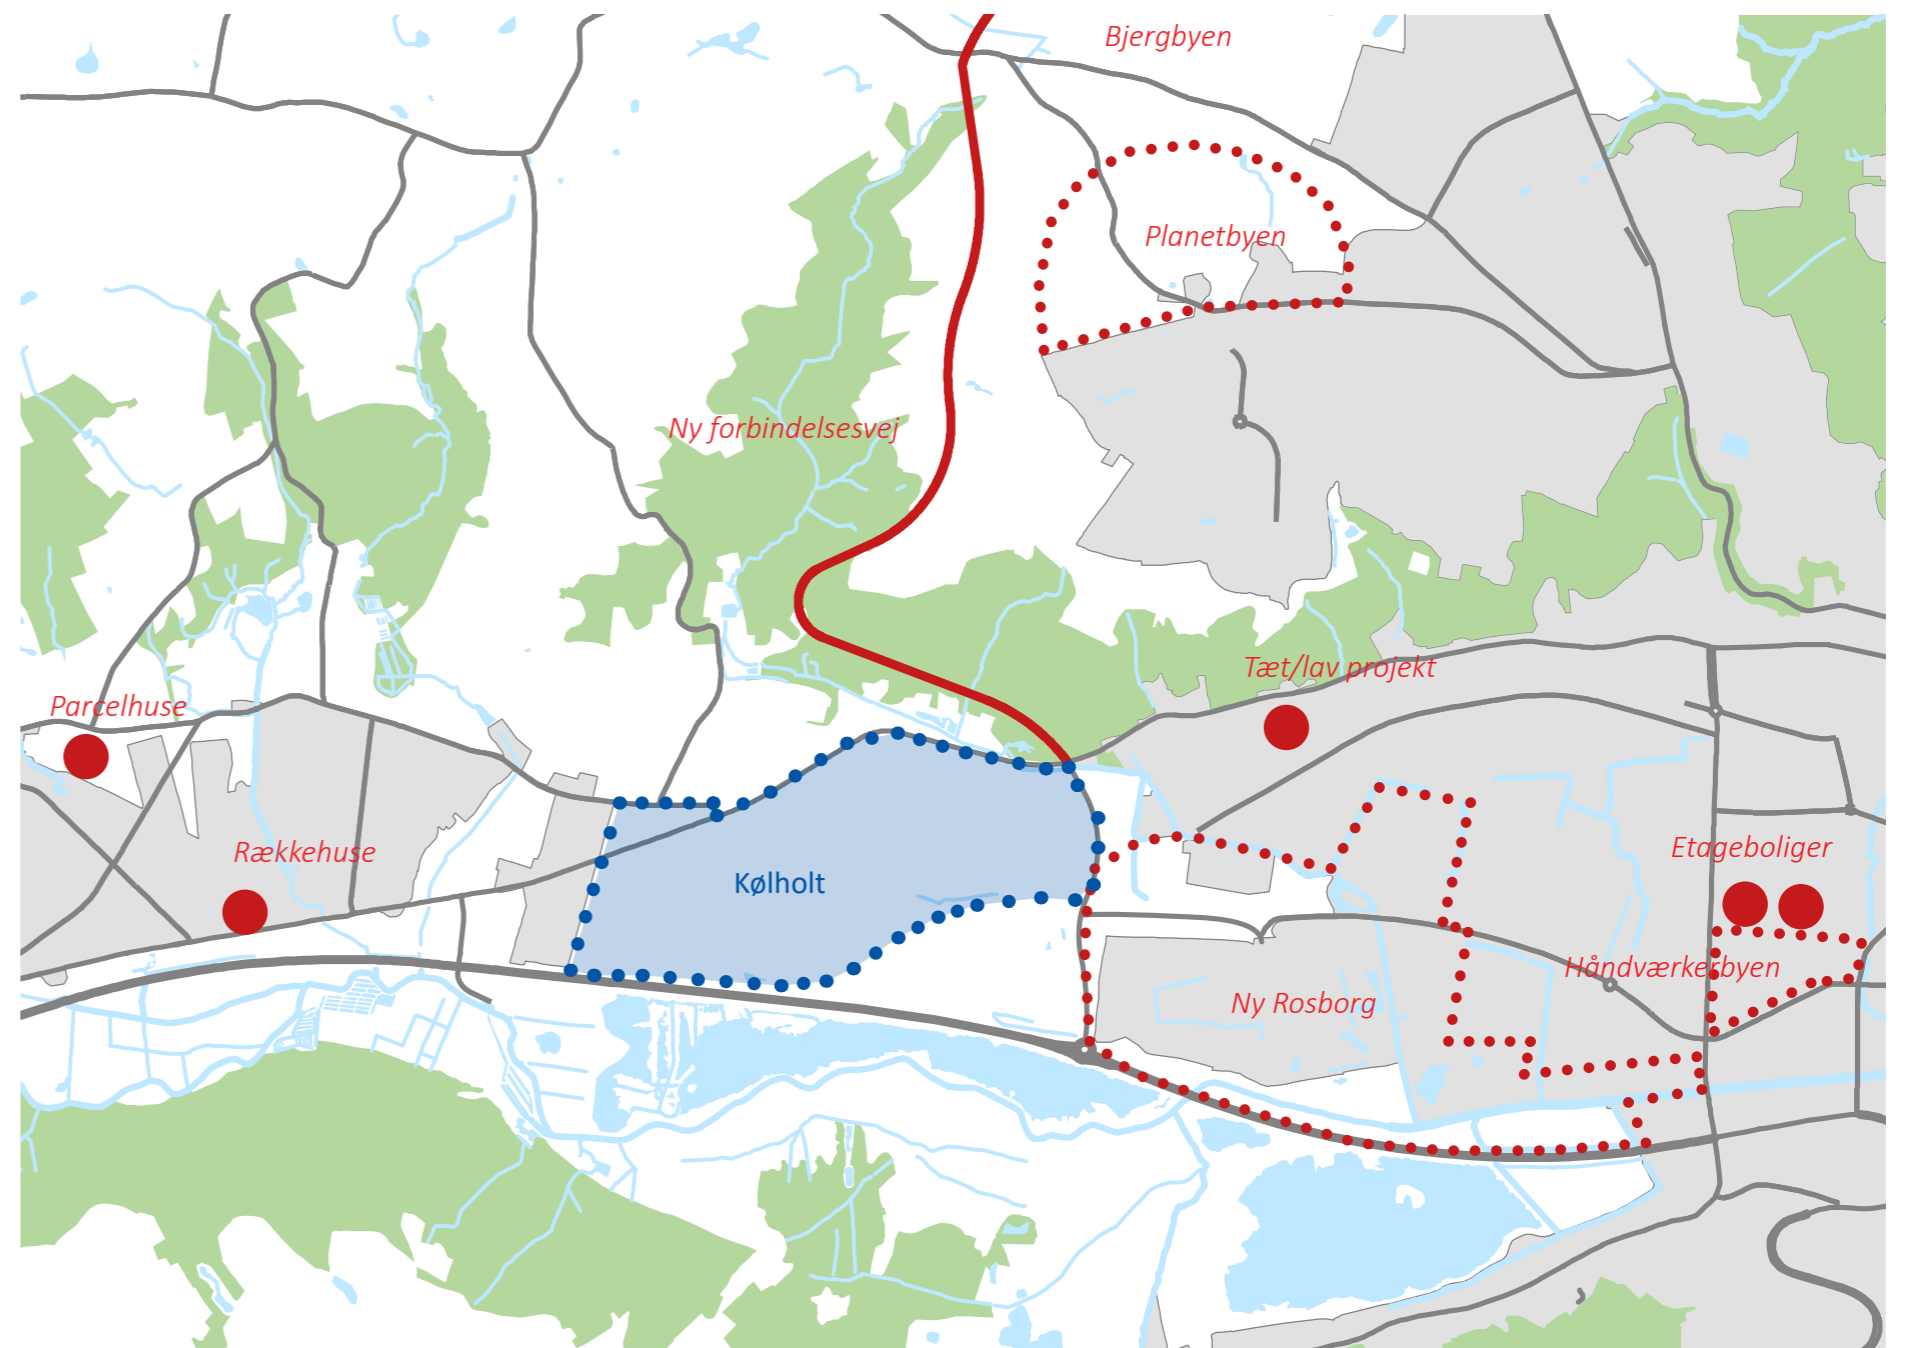 Bjergbyen
Planetbyen
Ny forbindelsesvej
Tæt/lav projekt
Parcelhuse
Rækkehuse
Etageboliger
Kølholt
Håndværkerbyen
Ny Rosborg